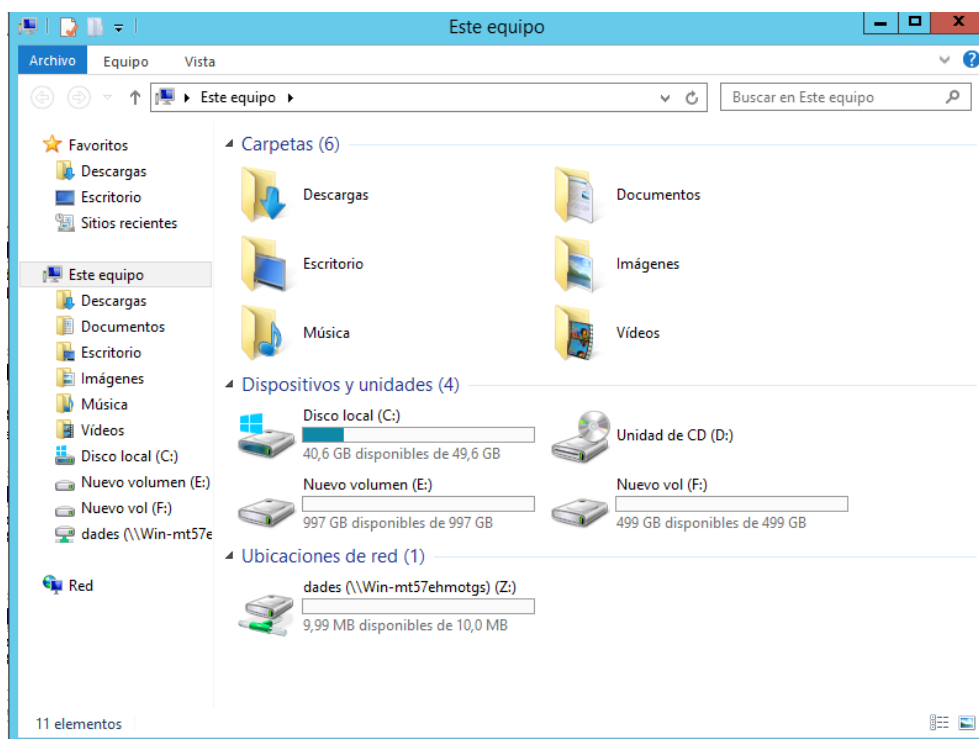 Este equipo
Archivo Equipo Vista
Este equipo
Buscar en Este equipo
Favoritos
Descargas
Escritorio
Sitios recientes
Este equipo
Descargas
Documentos
Escritorio
Imágenes
Música
Vídeos
Disco local (C:)
Nuevo volumen (E:)
Nuevo vol (F:)
dades (\\Win-mt57e
Red
Carpetas (6)
Descargas
Documentos
Escritorio
Imágenes
Música
Vídeos
Dispositivos y unidades (4)
Disco local (C:)
40,6 GB disponibles de 49,6 GB
Unidad de CD (D:)
Nuevo volumen (E:)
997 GB disponibles de 997 GB
Nuevo vol (F:)
499 GB disponibles de 499 GB
Ubicaciones de red (1)
dades (\\Win-mt57ehmotgs) (Z:)
9,99 MB disponibles de 10,0 MB
11 elementos